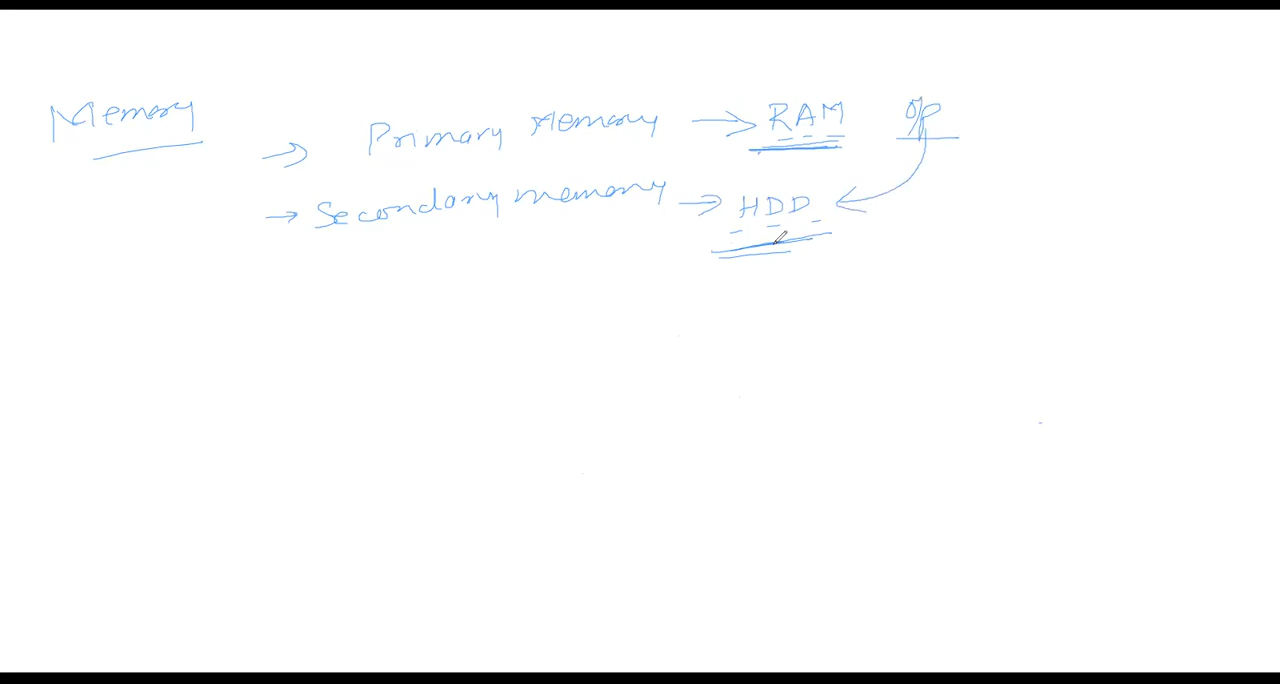 Memory
→ Primary Memory → RAM O/P
→ Secondary memory → HDD